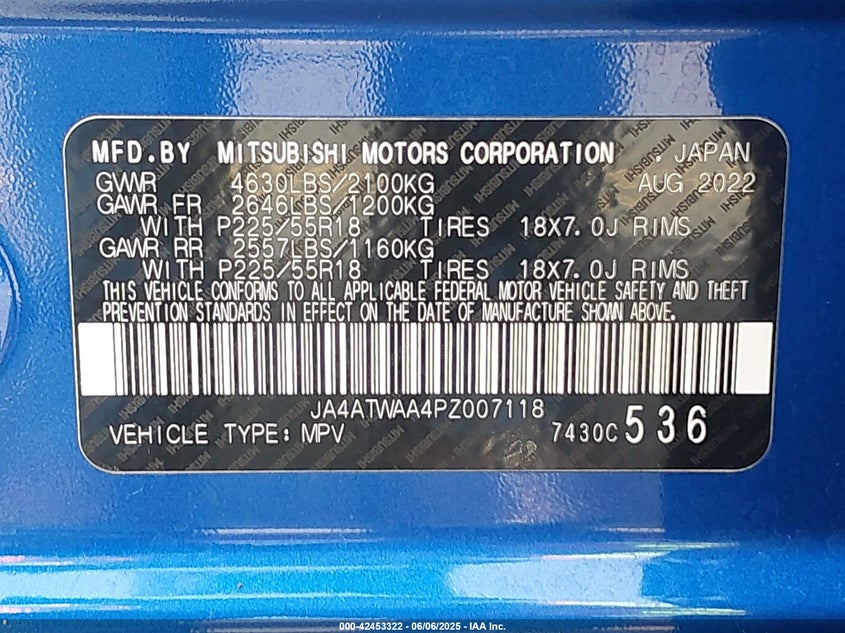 MFD.BY MITSUBISHI MOTORS CORPORATION . JAPAN
GVWR 4630LBS/2100KG AUG 2022
GAWR FR 2646LBS/1200KG
WITH P225/55R18 TIRES 18X7.0J RIMS
GAWR RR 2557LBS/1160KG
WITH P225/55R18 TIRES 18X7.0J RIMS
THIS VEHICLE CONFORMS TO ALL APPLICABLE FEDERAL MOTOR VEHICLE SAFETY AND THEFT
PREVENTION STANDARDS IN EFFECT ON THE DATE OF MANUFACTURE SHOWN ABOVE.
JA4ATWAA4PZ007118
VEHICLE TYPE: MPV 7430C 536
000-42453322 - 06/06/2025 - IAA Inc.